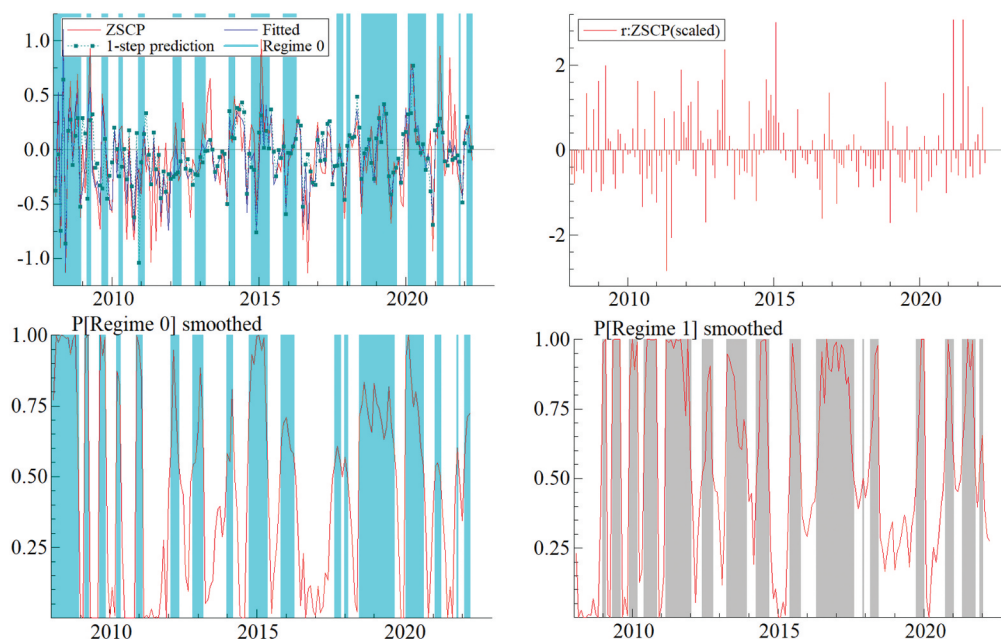 ZSCP Fitted
1-step prediction Regime 0
1.0
0.5
0.0
-0.5
-1.0
2010 2015 2020
r:ZSCP(scaled)
2
0
-2
2010 2015 2020
P[Regime 0] smoothed
1.00
0.75
0.50
0.25
2010 2015 2020
P[Regime 1] smoothed
1.00
0.75
0.50
0.25
2010 2015 2020